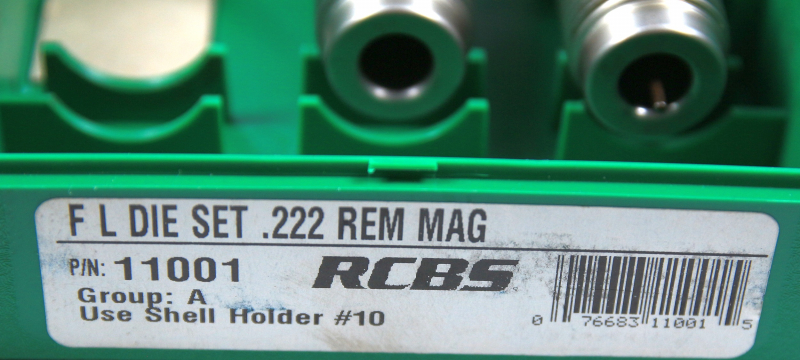 F L DIE SET .222 REM MAG
P/N: 11001
RCBS
Group: A
Use Shell Holder #10
0 76683 11001 5